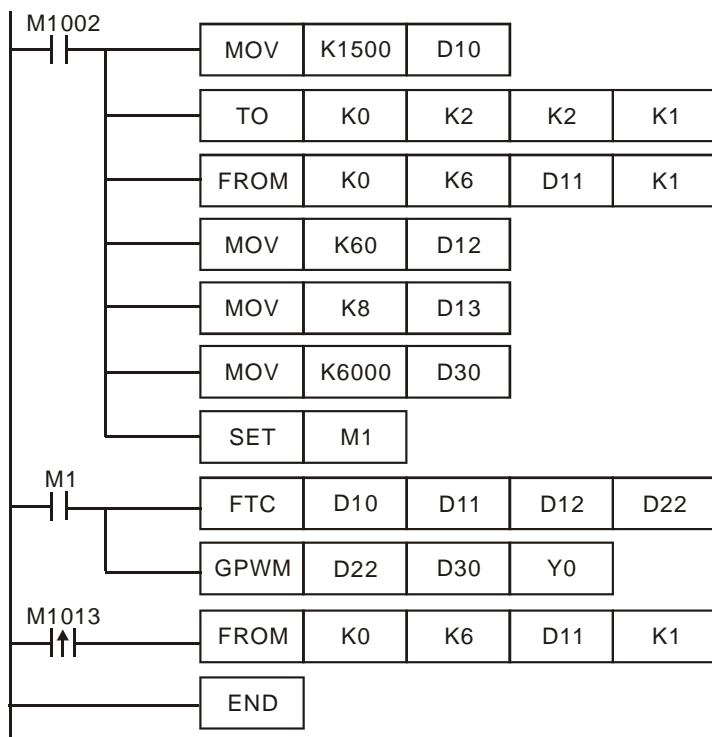 M1002
MOV K1500 D10
TO K0 K2 K2 K1
FROM K0 K6 D11 K1
MOV K60 D12
MOV K8 D13
MOV K6000 D30
SET M1
M1
FTC D10 D11 D12 D22
GPWM D22 D30 Y0
M1013
FROM K0 K6 D11 K1
END